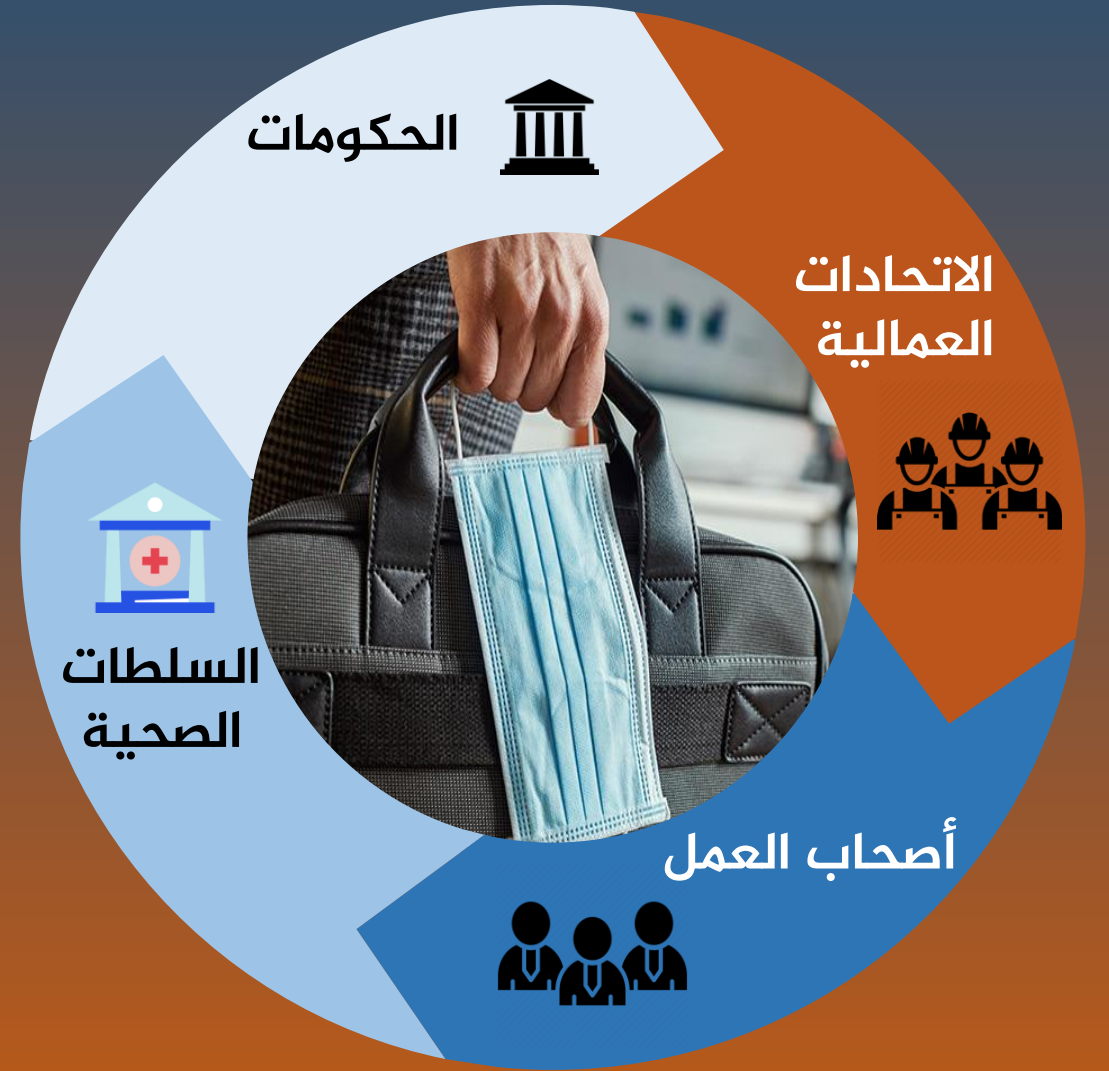 الحكومات
الاتحادات
العمالية
أصحاب العمل
السلطات
الصحية